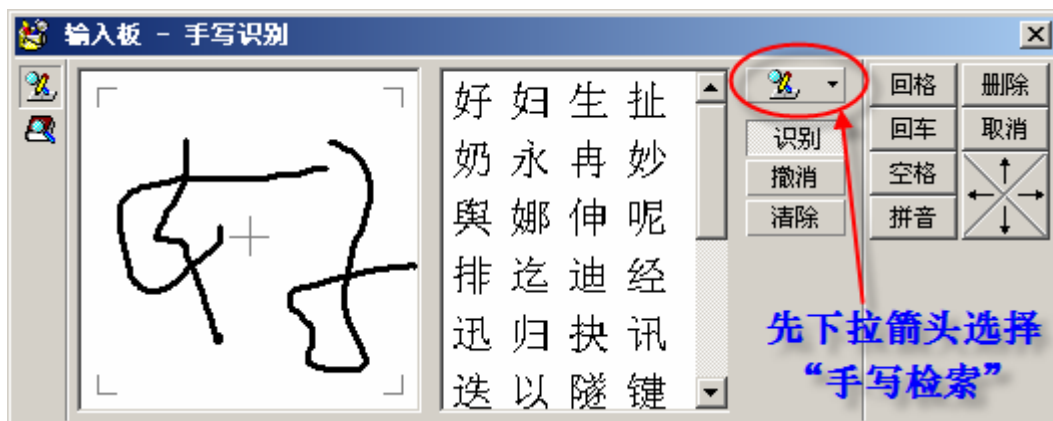 输入板 - 手写识别
好 妇 生 扯
奶 永 冉 妙
舆 娜 伸 呢
排 迄 迪 经
迅 归 抉 讯
迭 以 隧 键
识别
撤消
清除
回格 删除
回车 取消
空格
拼音
先下拉箭头选择
“手写检索”